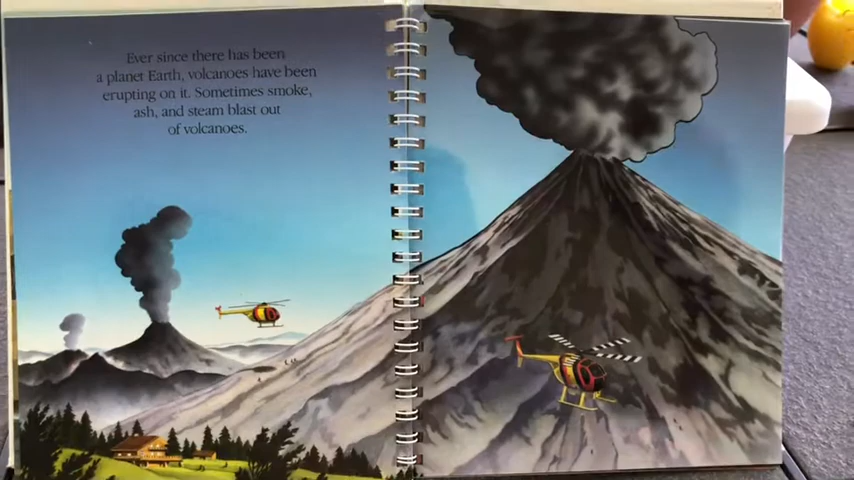 Ever since there has been
a planet Earth, volcanoes have been
erupting on it. Sometimes smoke,
ash, and steam blast out
of volcanoes.